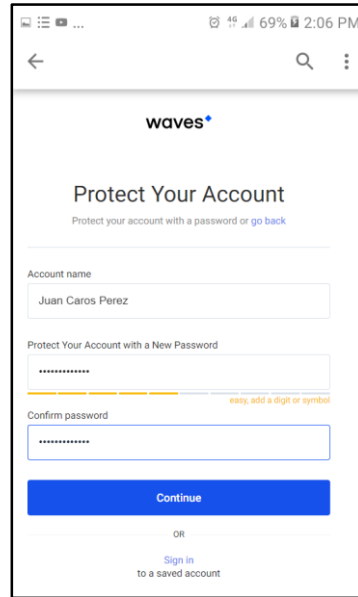 ... 4G 69% 2:06 PM
waves
Protect Your Account
Protect your account with a password or go back
Account name
Juan Caros Perez
Protect Your Account with a New Password
•••••••••••••
easy, add a digit or symbol
Confirm password
•••••••••••••
Continue
OR
Sign in
to a saved account